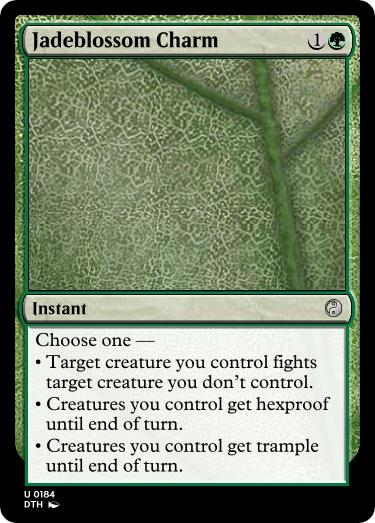 Jadeblossom Charm 1
Instant
Choose one —
• Target creature you control fights
target creature you don't control.
• Creatures you control get hexproof
until end of turn.
• Creatures you control get trample
until end of turn.
U 0184
DTH